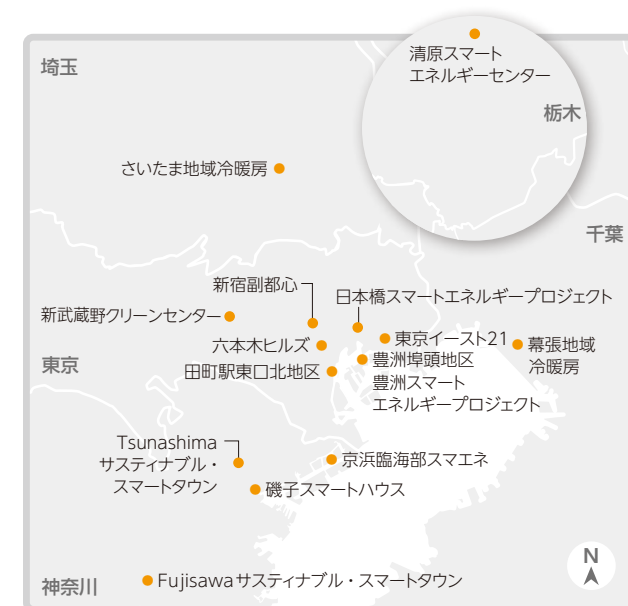 清原スマート
エネルギーセンター
埼玉
栃木
さいたま地域冷暖房
千葉
新宿副都心
日本橋スマートエネルギープロジェクト
新武蔵野クリーンセンター
東京イースト21
六本木ヒルズ
幕張地域
冷暖房
東京
田町駅東口北地区
豊洲埠頭地区
豊洲スマート
エネルギープロジェクト
Tsunashima
サスティナブル・
スマートタウン
京浜臨海部スマエネ
磯子スマートハウス
N
神奈川
Fujisawaサスティナブル・スマートタウン